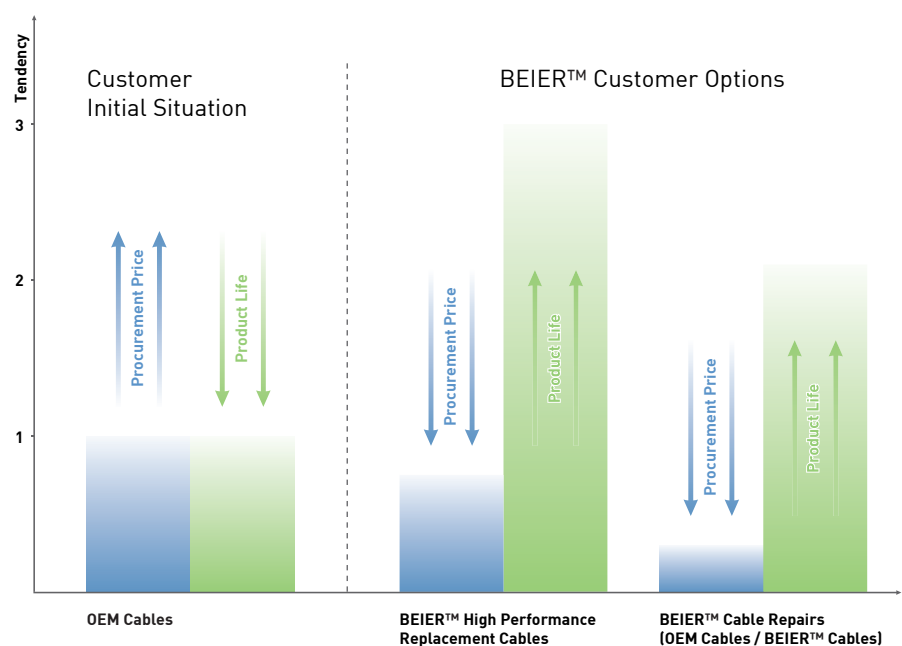 Tendency
3
2
1
Customer
Initial Situation
BEIER™ Customer Options
Procurement Price
Product Life
Procurement Price
Product Life
Procurement Price
Product Life
OEM Cables
BEIER™ High Performance
Replacement Cables
BEIER™ Cable Repairs
(OEM Cables / BEIER™ Cables)